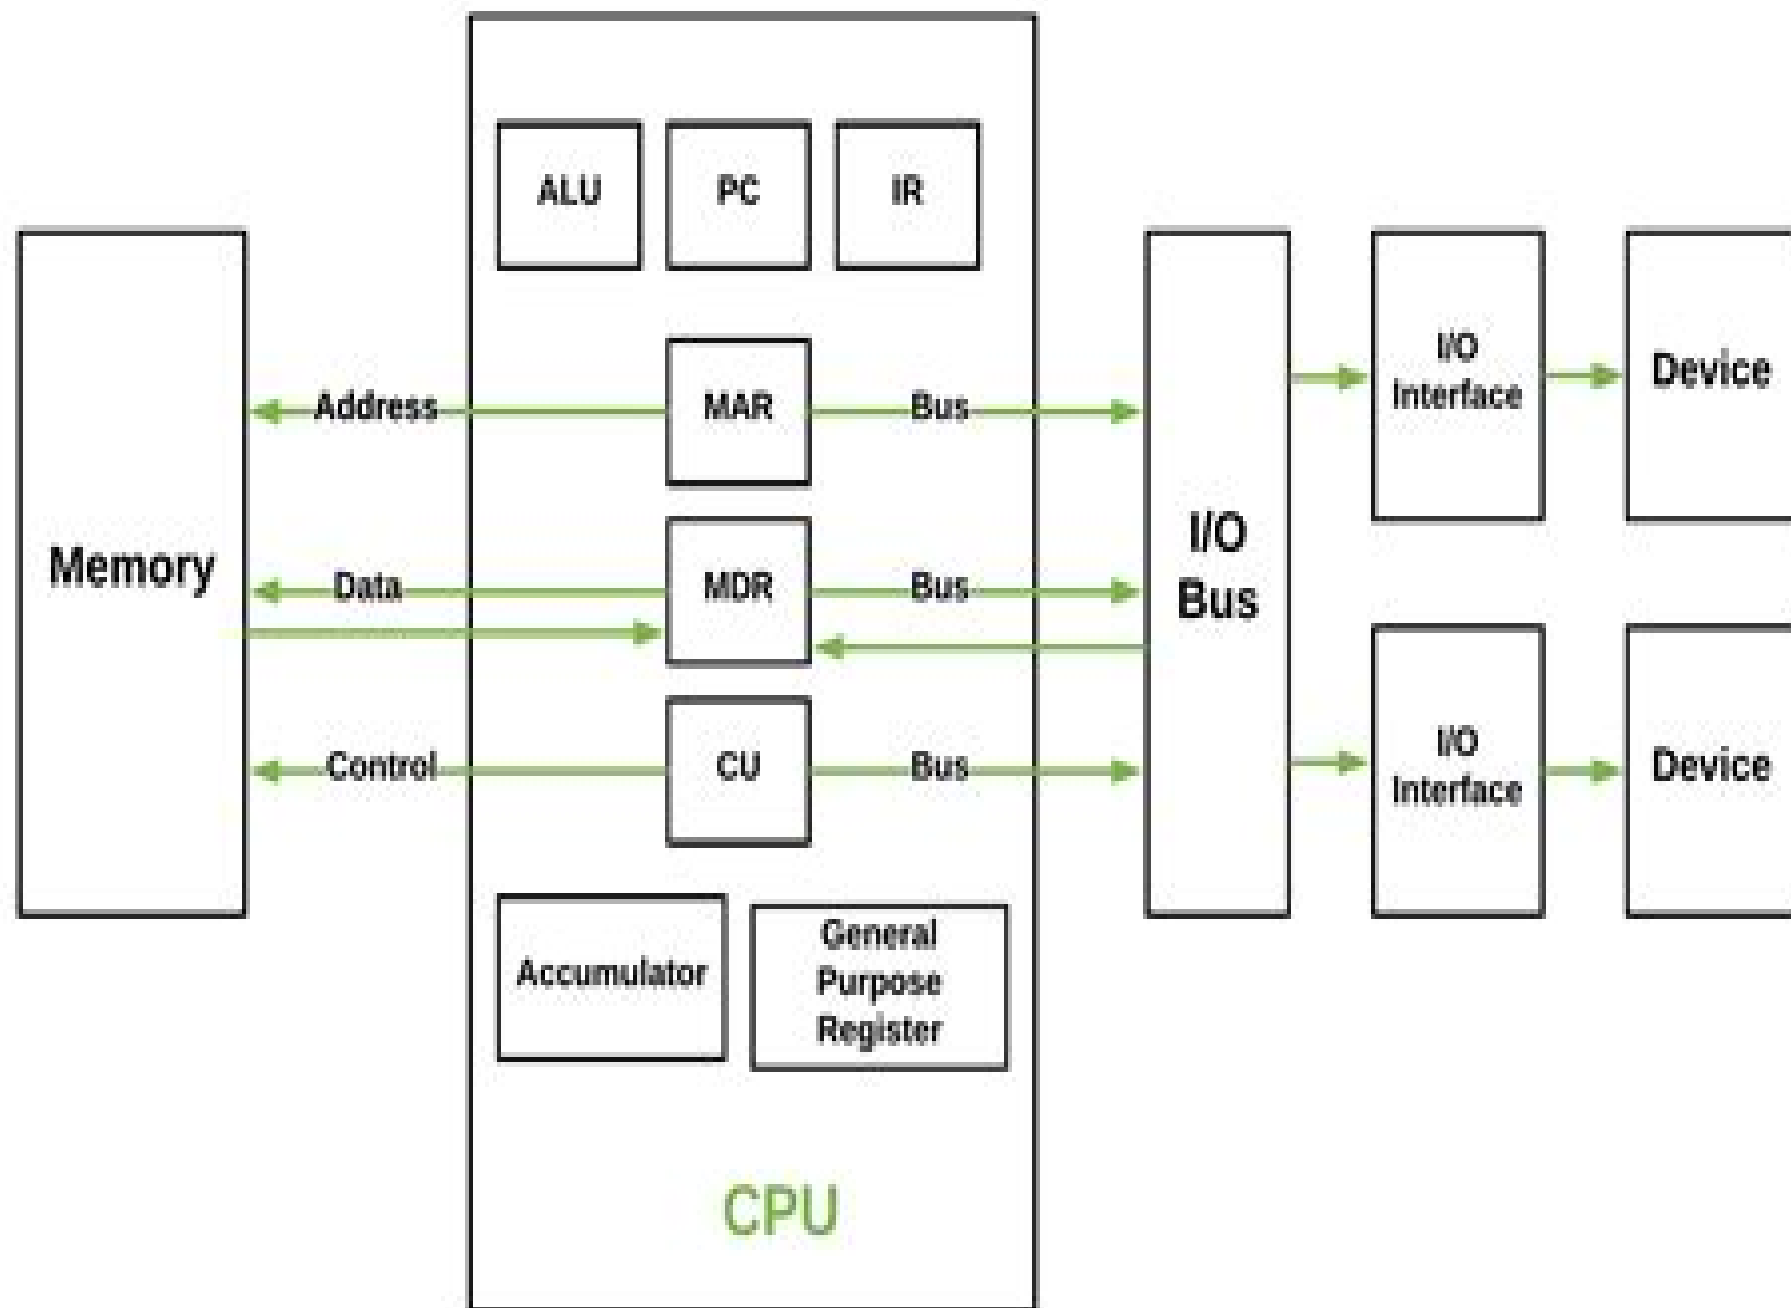 ALU
PC
IR
Address
MAR
Bus
Memory
Data
MDR
Bus
Control
CU
Bus
Accumulator
General
Purpose
Register
CPU
I/O
Bus
I/O
Interface
Device
I/O
Interface
Device